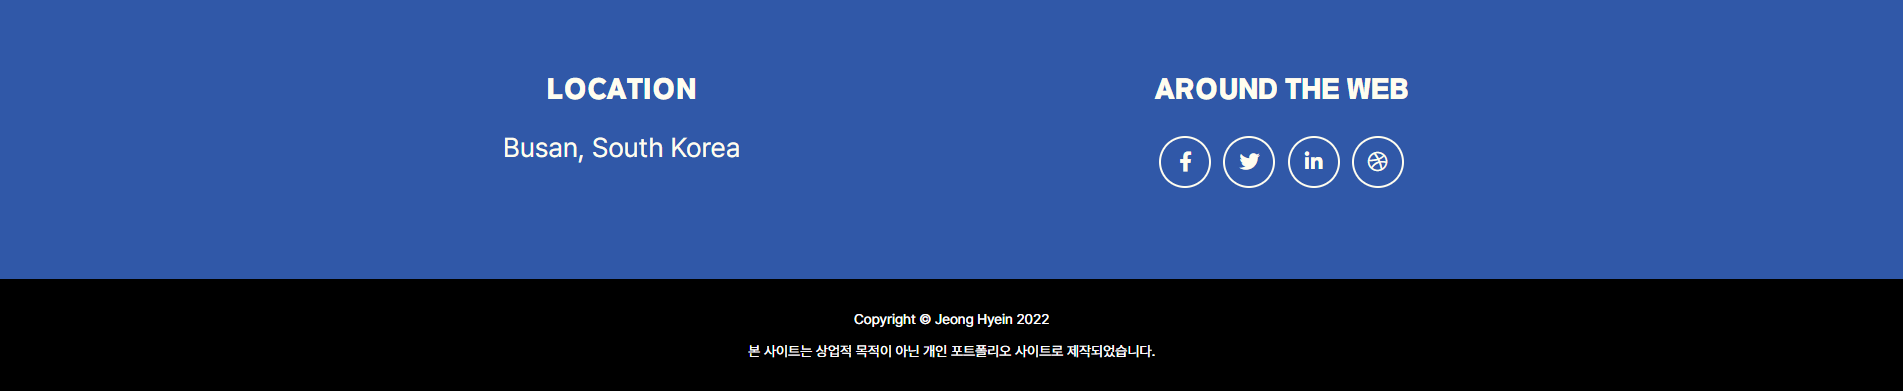 LOCATION
Busan, South Korea
AROUND THE WEB
Copyright © Jeong Hyein 2022
본 사이트는 상업적 목적이 아닌 개인 포트폴리오 사이트로 제작되었습니다.